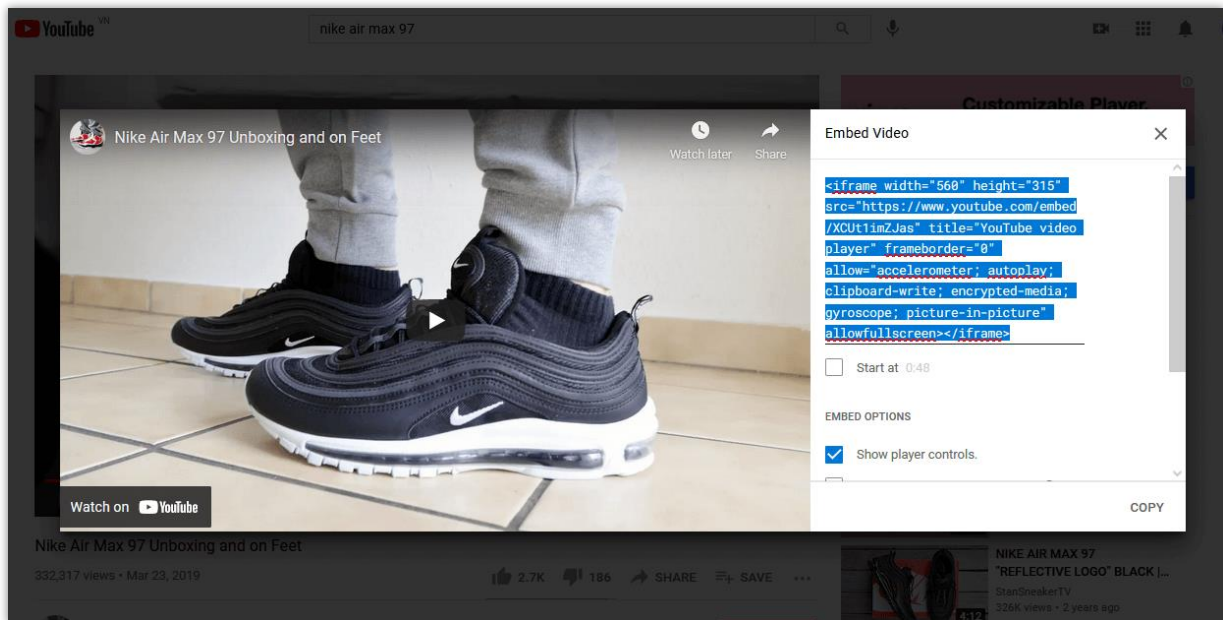 YouTube VN
nike air max 97
Customizable Player
Nike Air Max 97 Unboxing and on Feet
Watch later
Share
Embed Video
<iframe width="560" height="315"
src="https://www.youtube.com/embed
/XCUt1imZJas" title="YouTube video
player" frameborder="0"
allow="accelerometer; autoplay;
clipboard-write; encrypted-media;
gyroscope; picture-in-picture"
allowfullscreen></iframe>
Start at 0:48
EMBED OPTIONS
Show player controls.
Watch on YouTube
COPY
Nike Air Max 97 Unboxing and on Feet
332,317 views • Mar 23, 2019
2.7K
186
SHARE
SAVE
4:12
NIKE AIR MAX 97
"REFLECTIVE LOGO" BLACK |...
StanSneakerTV
326K views • 2 years ago